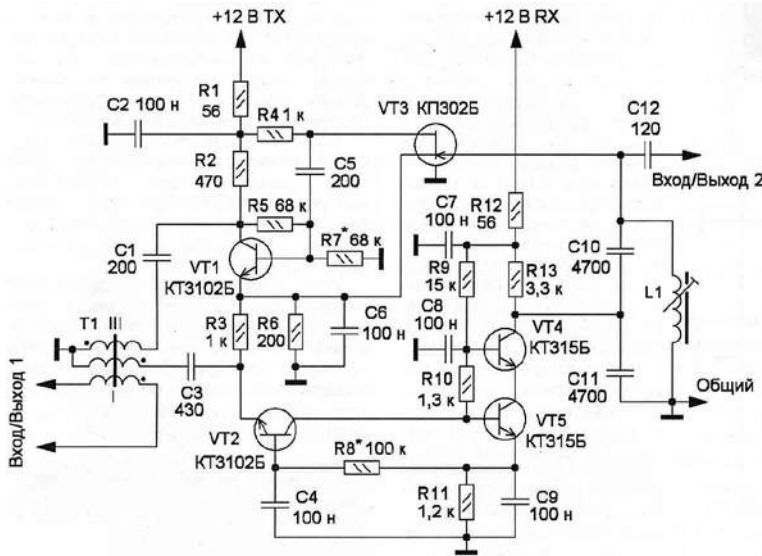 +12 В TX
+12 В RX
R1
56
C2 100 н
R4 1 к
VT3 КП302Б
C12
120
R2
470
C5
200
Вход/Выход 2
R12
56
C7
100 н
R5 68 к
R7* 68 к
C1
200
VT1
КТ3102Б
R9
15 к
R13
3,3 к
C10
4700
L1
T1
III
I
R3
1 к
R6
200
C6
100 н
C8
100 н
VT4
КТ315Б
C3
430
R10
1,3 к
C11
4700
Общий
Вход/Выход 1
VT2
КТ3102Б
VT5
КТ315Б
R8* 100 к
C4
100 н
R11
1,2 к
C9
100 н